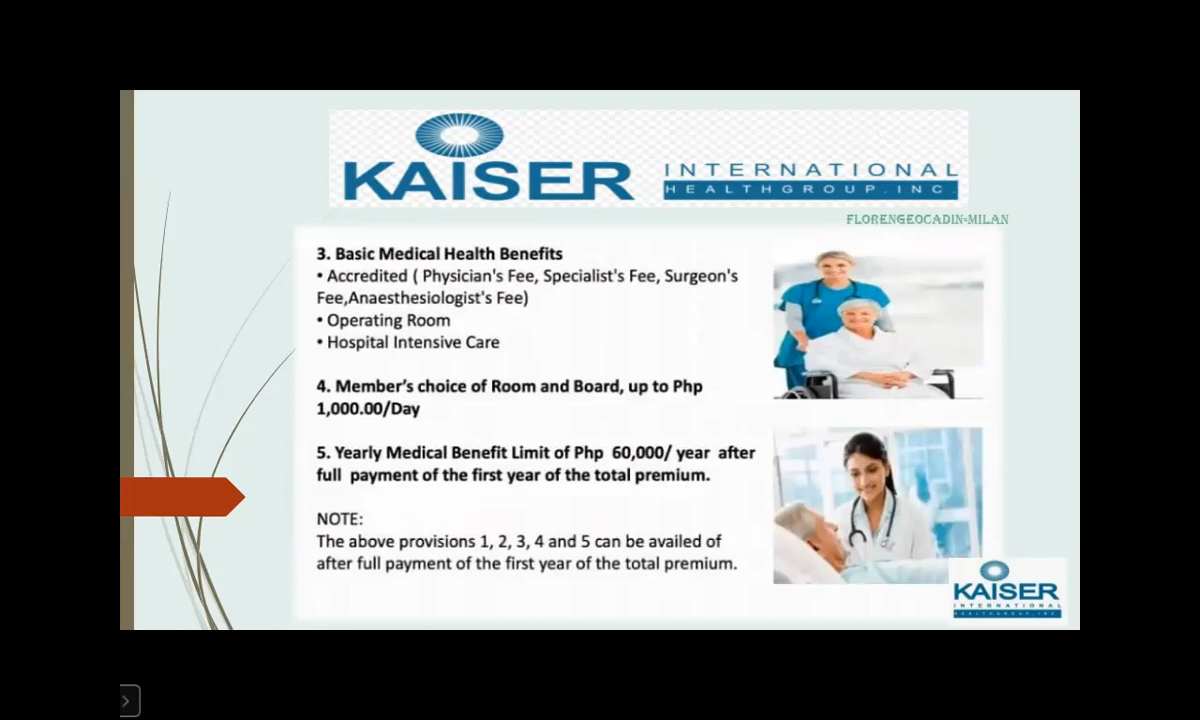 KAISER INTERNATIONAL
HEALTHGROUP.INC.
FLORENGEOCADIN-MILAN
3. Basic Medical Health Benefits
• Accredited ( Physician's Fee, Specialist's Fee, Surgeon's
Fee,Anaesthesiologist's Fee)
• Operating Room
• Hospital Intensive Care
4. Member's choice of Room and Board, up to Php
1,000.00/Day
5. Yearly Medical Benefit Limit of Php 60,000/ year after
full payment of the first year of the total premium.
NOTE:
The above provisions 1, 2, 3, 4 and 5 can be availed of
after full payment of the first year of the total premium.
KAISER
INTERNATIONAL
HEALTHGROUP.INC.